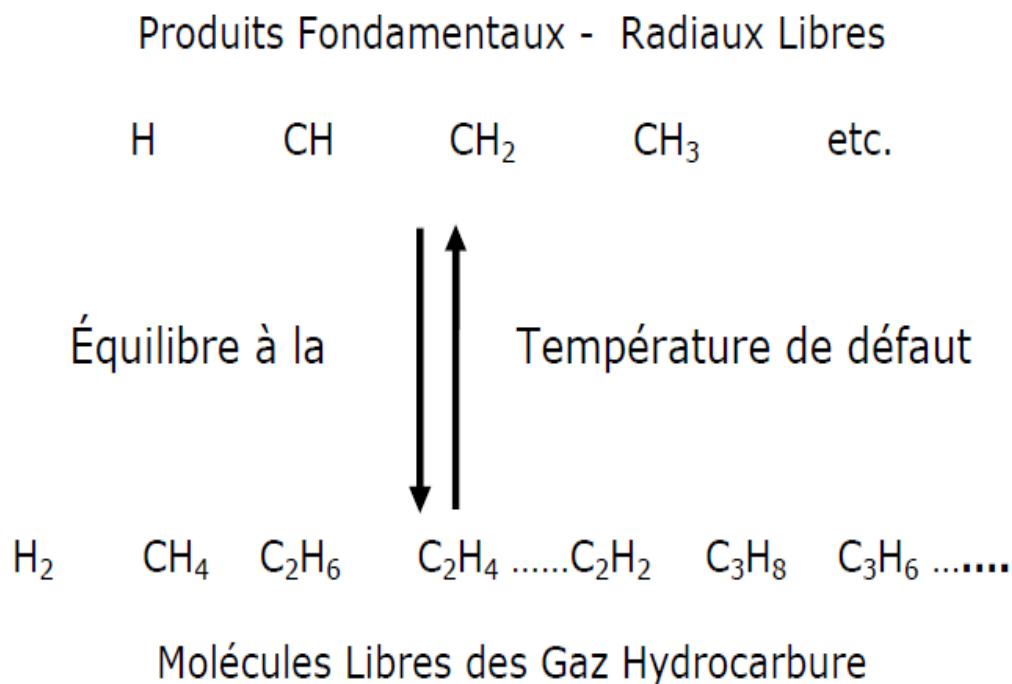 Produits Fondamentaux - Radiaux Libres
H CH CH₂ CH₃ etc.
Équilibre à la Température de défaut
H₂ CH₄ C₂H₆ C₂H₄ ......C₂H₂ C₃H₈ C₃H₆ .......
Molécules Libres des Gaz Hydrocarbure